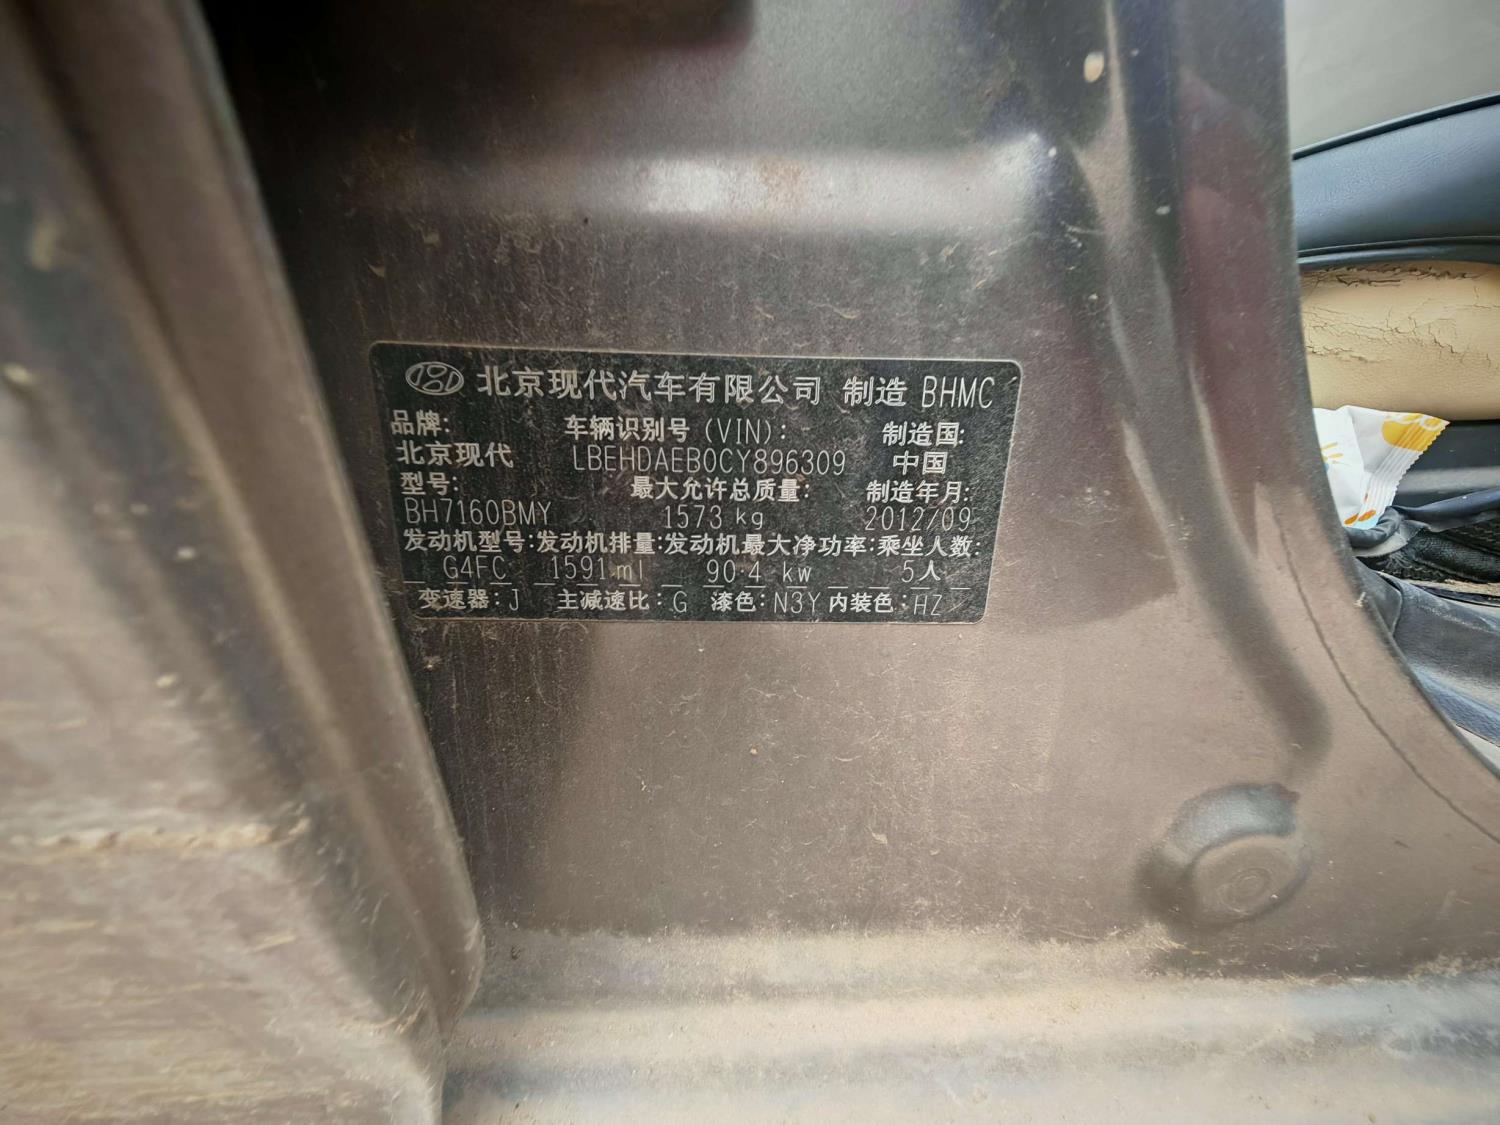 北京现代汽车有限公司 制造 BHMC
品牌: 车辆识别号 (VIN): 制造国:
北京现代 LBEHDAEB0CY896309 中国
型号: 最大允许总质量: 制造年月:
BH7160BMY 1573 kg 2012/09
发动机型号:发动机排量:发动机最大净功率:乘坐人数:
G4FC 1591 ml 90.4 kw 5人
变速器:J 主减速比:G 漆色:N3Y 内装色:HZ